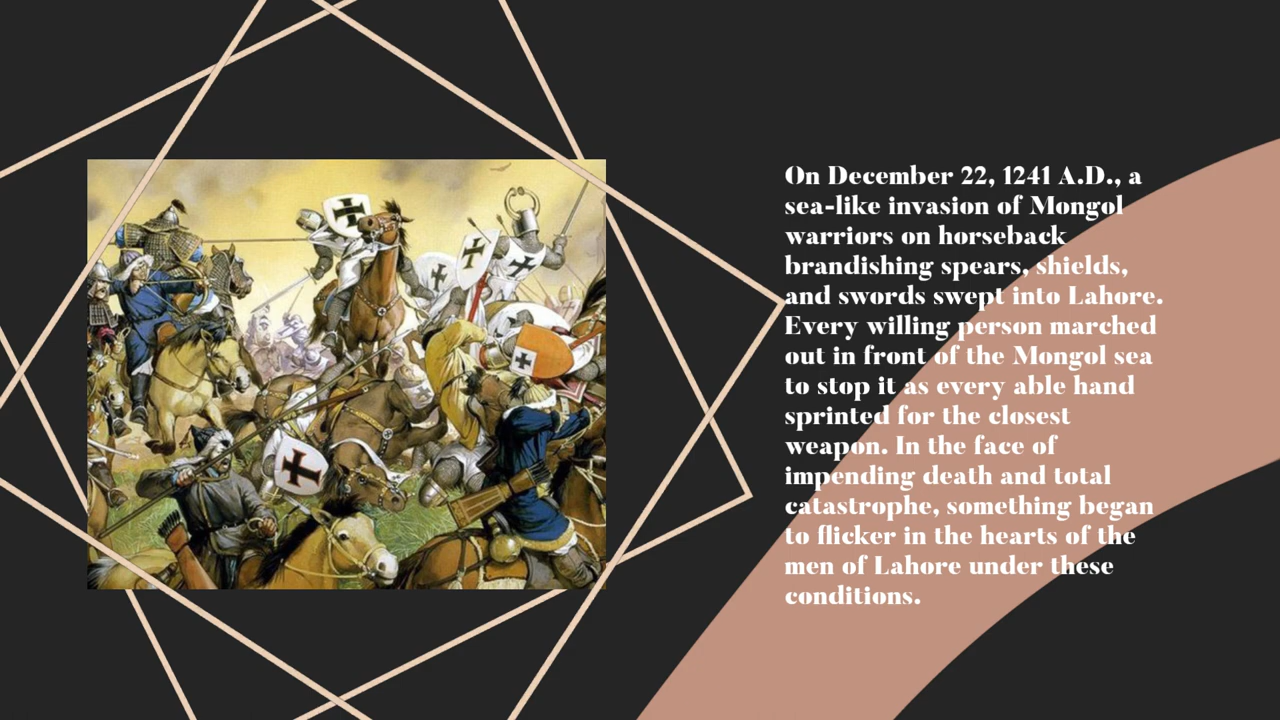 On December 22, 1241 A.D., a
sea-like invasion of Mongol
warriors on horseback
brandishing spears, shields,
and swords swept into Lahore.
Every willing person marched
out in front of the Mongol sea
to stop it as every able hand
sprinted for the closest
weapon. In the face of
impending death and total
catastrophe, something began
to flicker in the hearts of the
men of Lahore under these
conditions.